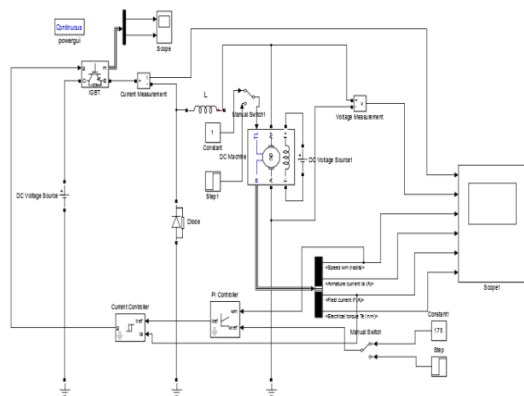 Continuous
powergui
Scope
IGBT
Current Measurement
L
Manual Switch1
1
Constant
DC Machine
TL
DC Voltage Source1
Step1
Voltage Measurement
DC Voltage Source
Diode
Scope1
<Speed wm (rad/s)>
<Armature current ia (A)>
<Field current if (A)>
<Electrical torque Te (n m)>
Current Controller
PI Controller
Manual Switch
Constant1
175
Step